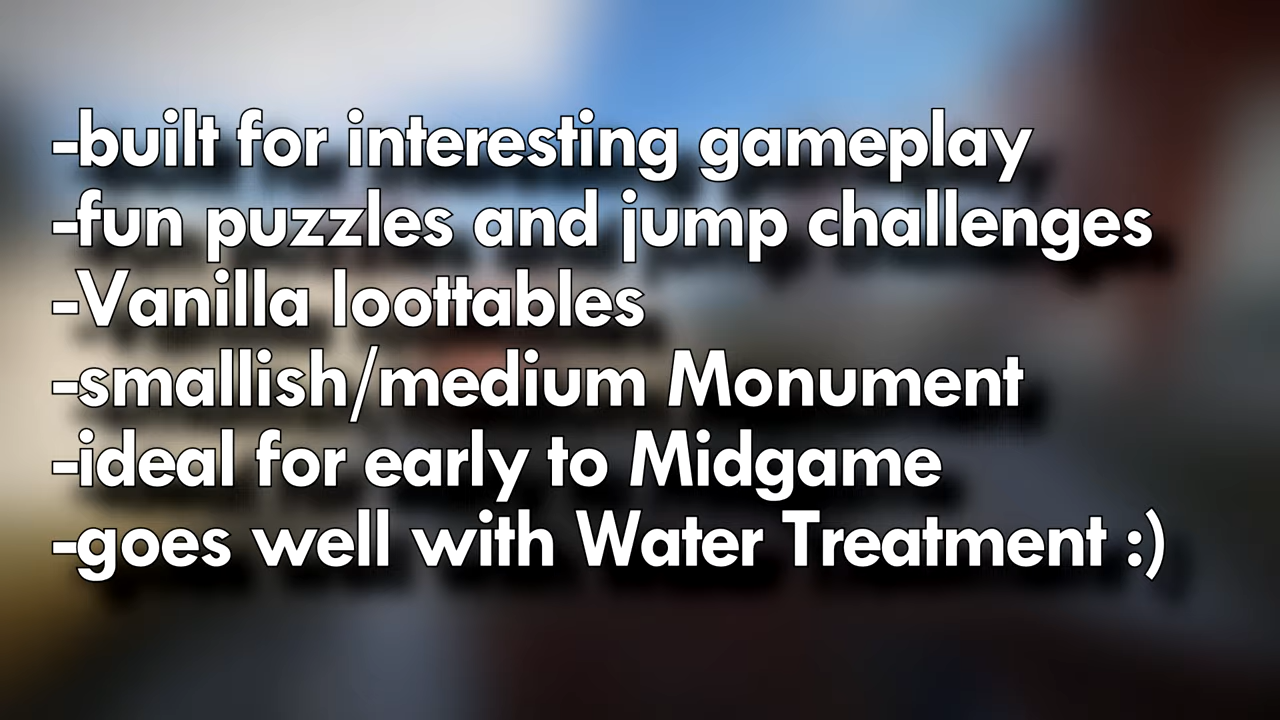 -built for interesting gameplay
-fun puzzles and jump challenges
-Vanilla loottables
-smallish/medium Monument
-ideal for early to Midgame
-goes well with Water Treatment :)